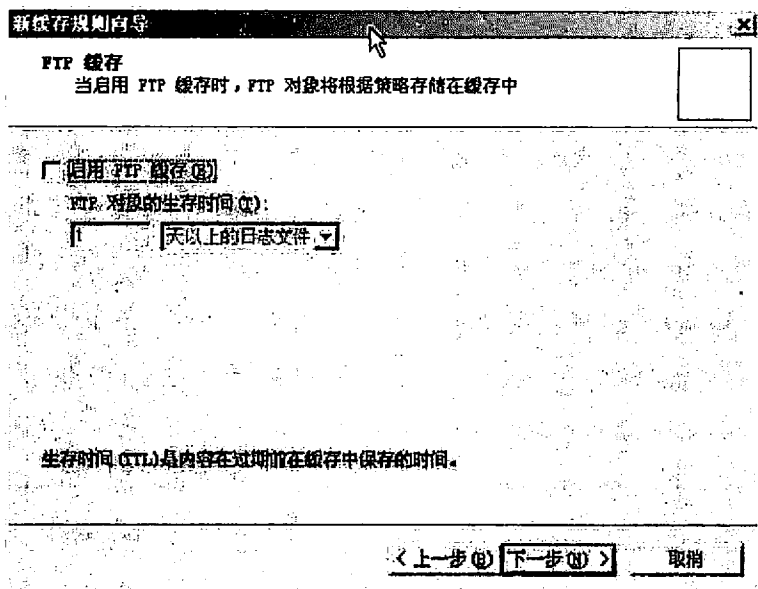 新缓存规则向导
FTP 缓存
当启用 FTP 缓存时，FTP 对象将根据策略存储在缓存中
启用 FTP 缓存(E)
FTP 对象的生存时间(T):
1 天以上的日志文件
生存时间(TTL)是内容在过期前在缓存中保存的时间。
< 上一步(B) 下一步(N) > 取消